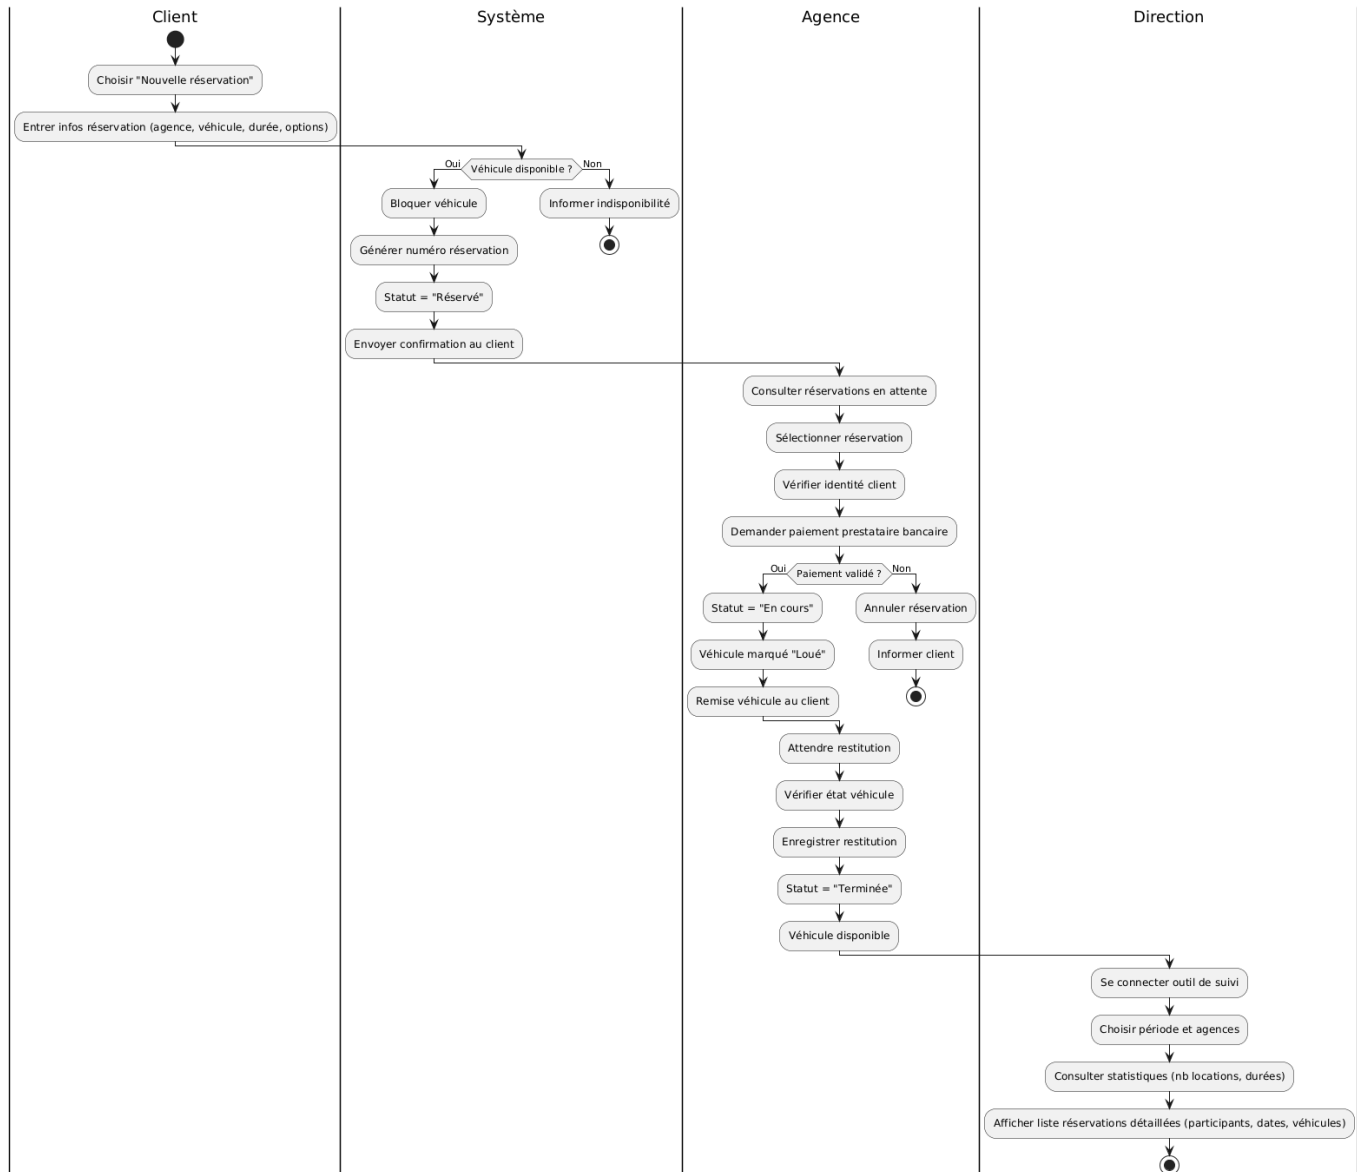 Client
Système
Agence
Direction
Choisir "Nouvelle réservation"
Entrer infos réservation (agence, véhicule, durée, options)
Véhicule disponible ?
Oui
Non
Bloquer véhicule
Informer indisponibilité
Générer numéro réservation
Statut = "Réservé"
Envoyer confirmation au client
Consulter réservations en attente
Sélectionner réservation
Vérifier identité client
Demander paiement prestataire bancaire
Paiement validé ?
Oui
Non
Statut = "En cours"
Annuler réservation
Véhicule marqué "Loué"
Informer client
Remise véhicule au client
Attendre restitution
Vérifier état véhicule
Enregistrer restitution
Statut = "Terminée"
Véhicule disponible
Se connecter outil de suivi
Choisir période et agences
Consulter statistiques (nb locations, durées)
Afficher liste réservations détaillées (participants, dates, véhicules)